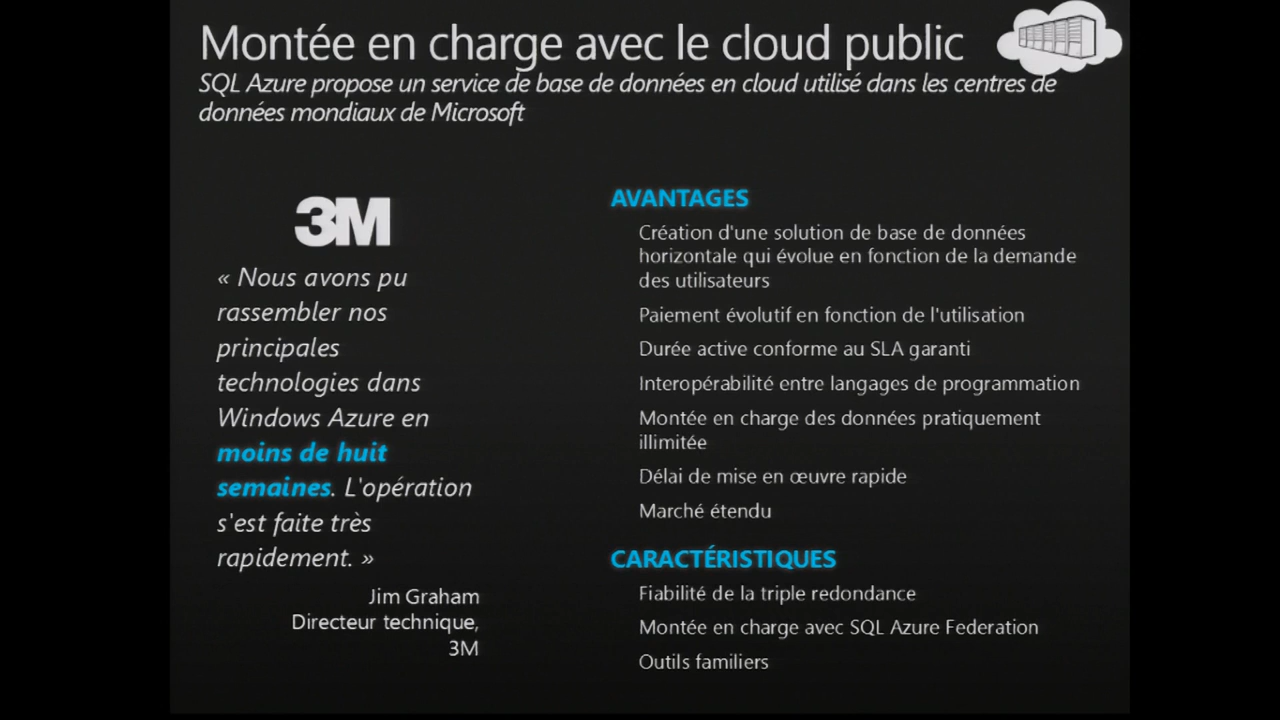 Montée en charge avec le cloud public
SQL Azure propose un service de base de données en cloud utilisé dans les centres de
données mondiaux de Microsoft
3M
« Nous avons pu
rassembler nos
principales
technologies dans
Windows Azure en
moins de huit
semaines. L'opération
s'est faite très
rapidement. »
Jim Graham
Directeur technique,
3M
AVANTAGES
Création d'une solution de base de données
horizontale qui évolue en fonction de la demande
des utilisateurs
Paiement évolutif en fonction de l'utilisation
Durée active conforme au SLA garanti
Interopérabilité entre langages de programmation
Montée en charge des données pratiquement
illimitée
Délai de mise en œuvre rapide
Marché étendu
CARACTÉRISTIQUES
Fiabilité de la triple redondance
Montée en charge avec SQL Azure Federation
Outils familiers